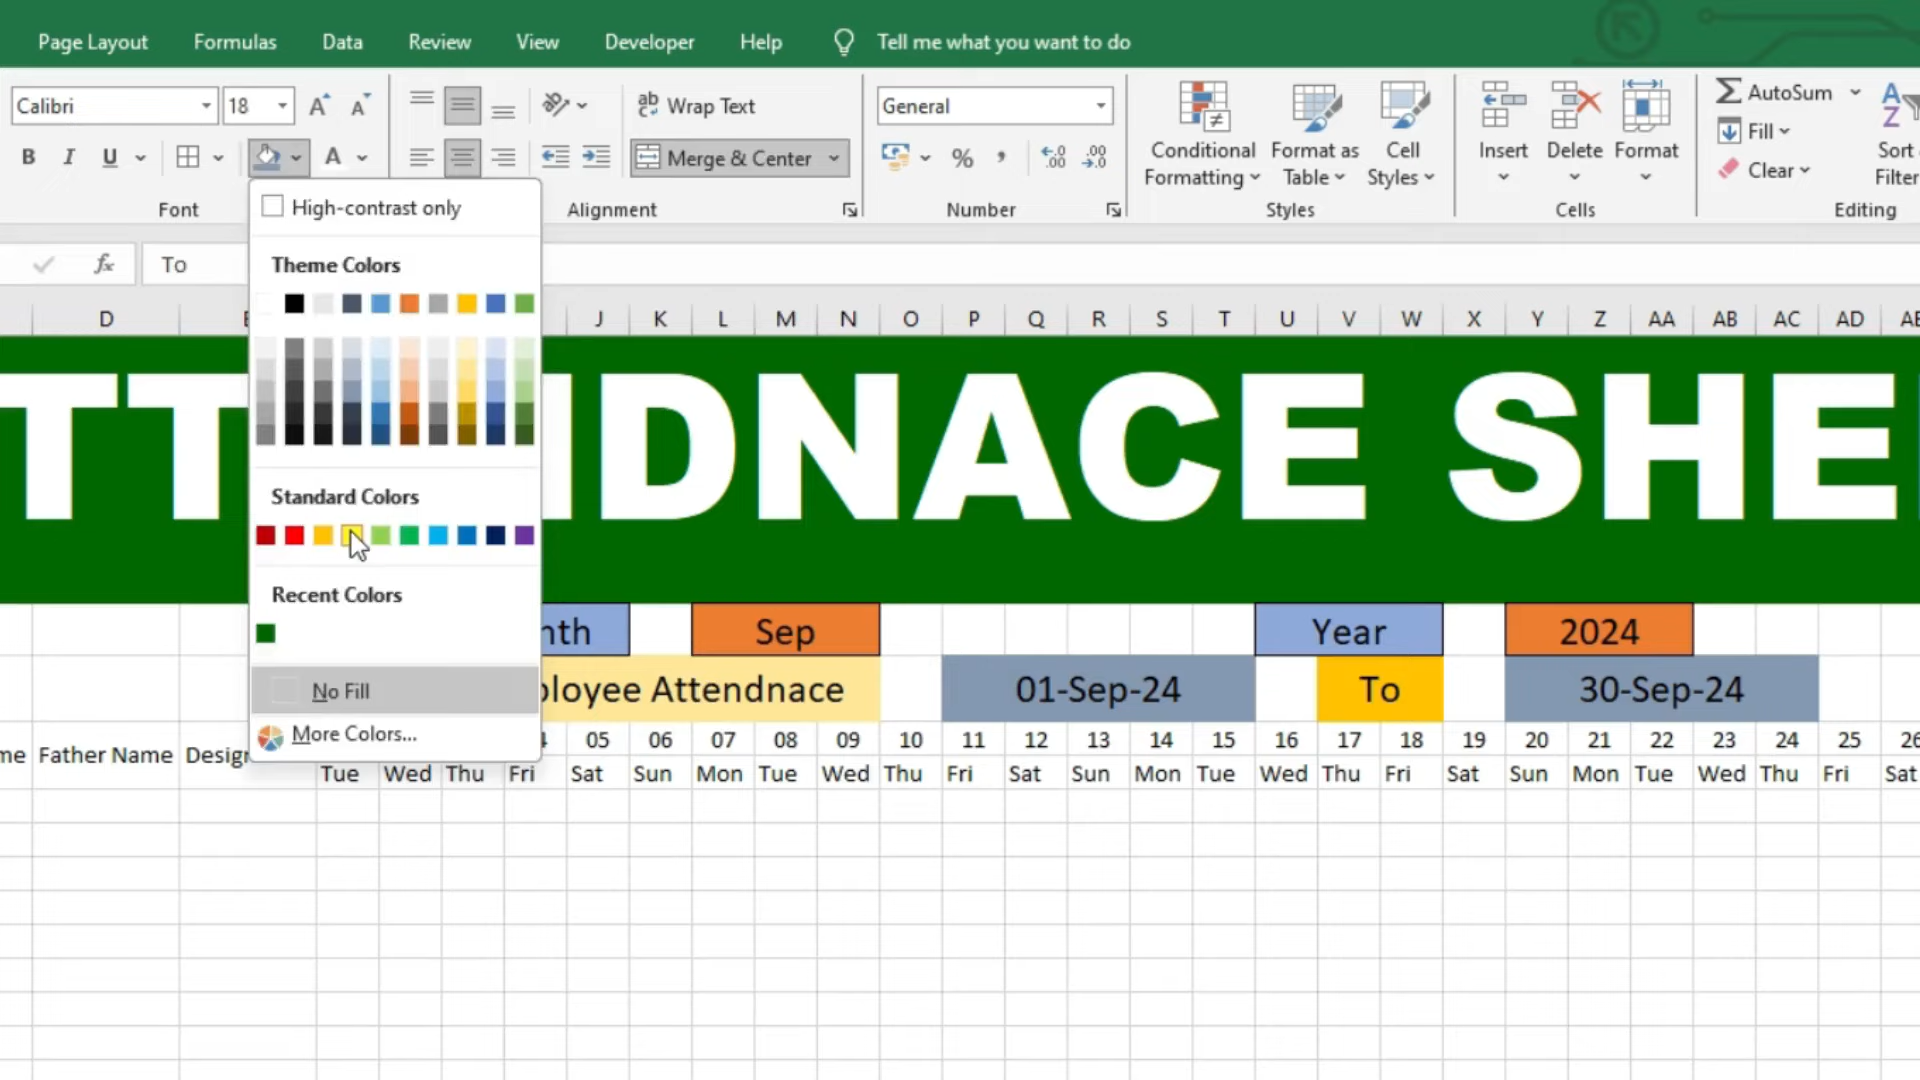 Page Layout Formulas Data Review View Developer Help Tell me what you want to do
Calibri 18 A A ab Wrap Text General AutoSum
B I U A Merge & Center % Fill
Conditional Formatting Format as Table Cell Styles Insert Delete Format Clear Sort Filter
Font Alignment Number Styles Cells Editing
High-contrast only
fx To
Theme Colors
D J K L M N O P Q R S T U V W X Y Z AA AB AC AD
TT NDNACE SHE
Standard Colors
Recent Colors
nth Sep Year 2024
No Fill
loyee Attendnace 01-Sep-24 To 30-Sep-24
More Colors...
05 06 07 08 09 10 11 12 13 14 15 16 17 18 19 20 21 22 23 24 25 26
me Father Name Design
Tue Wed Thu Fri Sat Sun Mon Tue Wed Thu Fri Sat Sun Mon Tue Wed Thu Fri Sat Sun Mon Tue Wed Thu Fri Sat